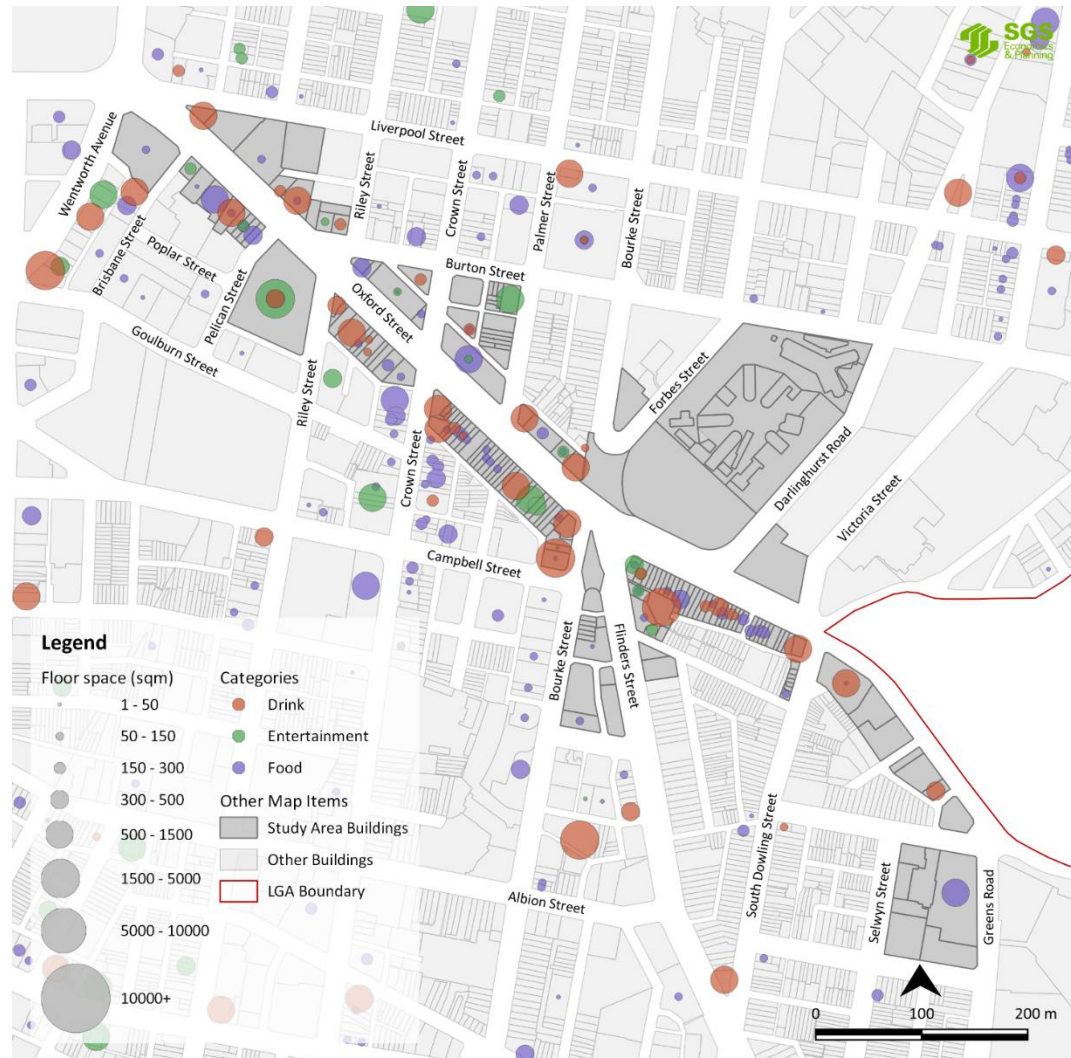 SGS
Economics
& Planning
Liverpool Street
Wentworth Avenue
Riley Street
Crown Street
Palmer Street
Bourke Street
Brisbane Street
Poplar Street
Pelican Street
Burton Street
Oxford Street
Goulburn Street
Riley Street
Forbes Street
Darlinghurst Road
Victoria Street
Crown Street
Campbell Street
Bourke Street
Flinders Street
South Dowling Street
Albion Street
Selwyn Street
Greens Road
Legend
Floor space (sqm)
1 - 50
50 - 150
150 - 300
300 - 500
500 - 1500
1500 - 5000
5000 - 10000
10000+
Categories
Drink
Entertainment
Food
Other Map Items
Study Area Buildings
Other Buildings
LGA Boundary
0 100 200 m